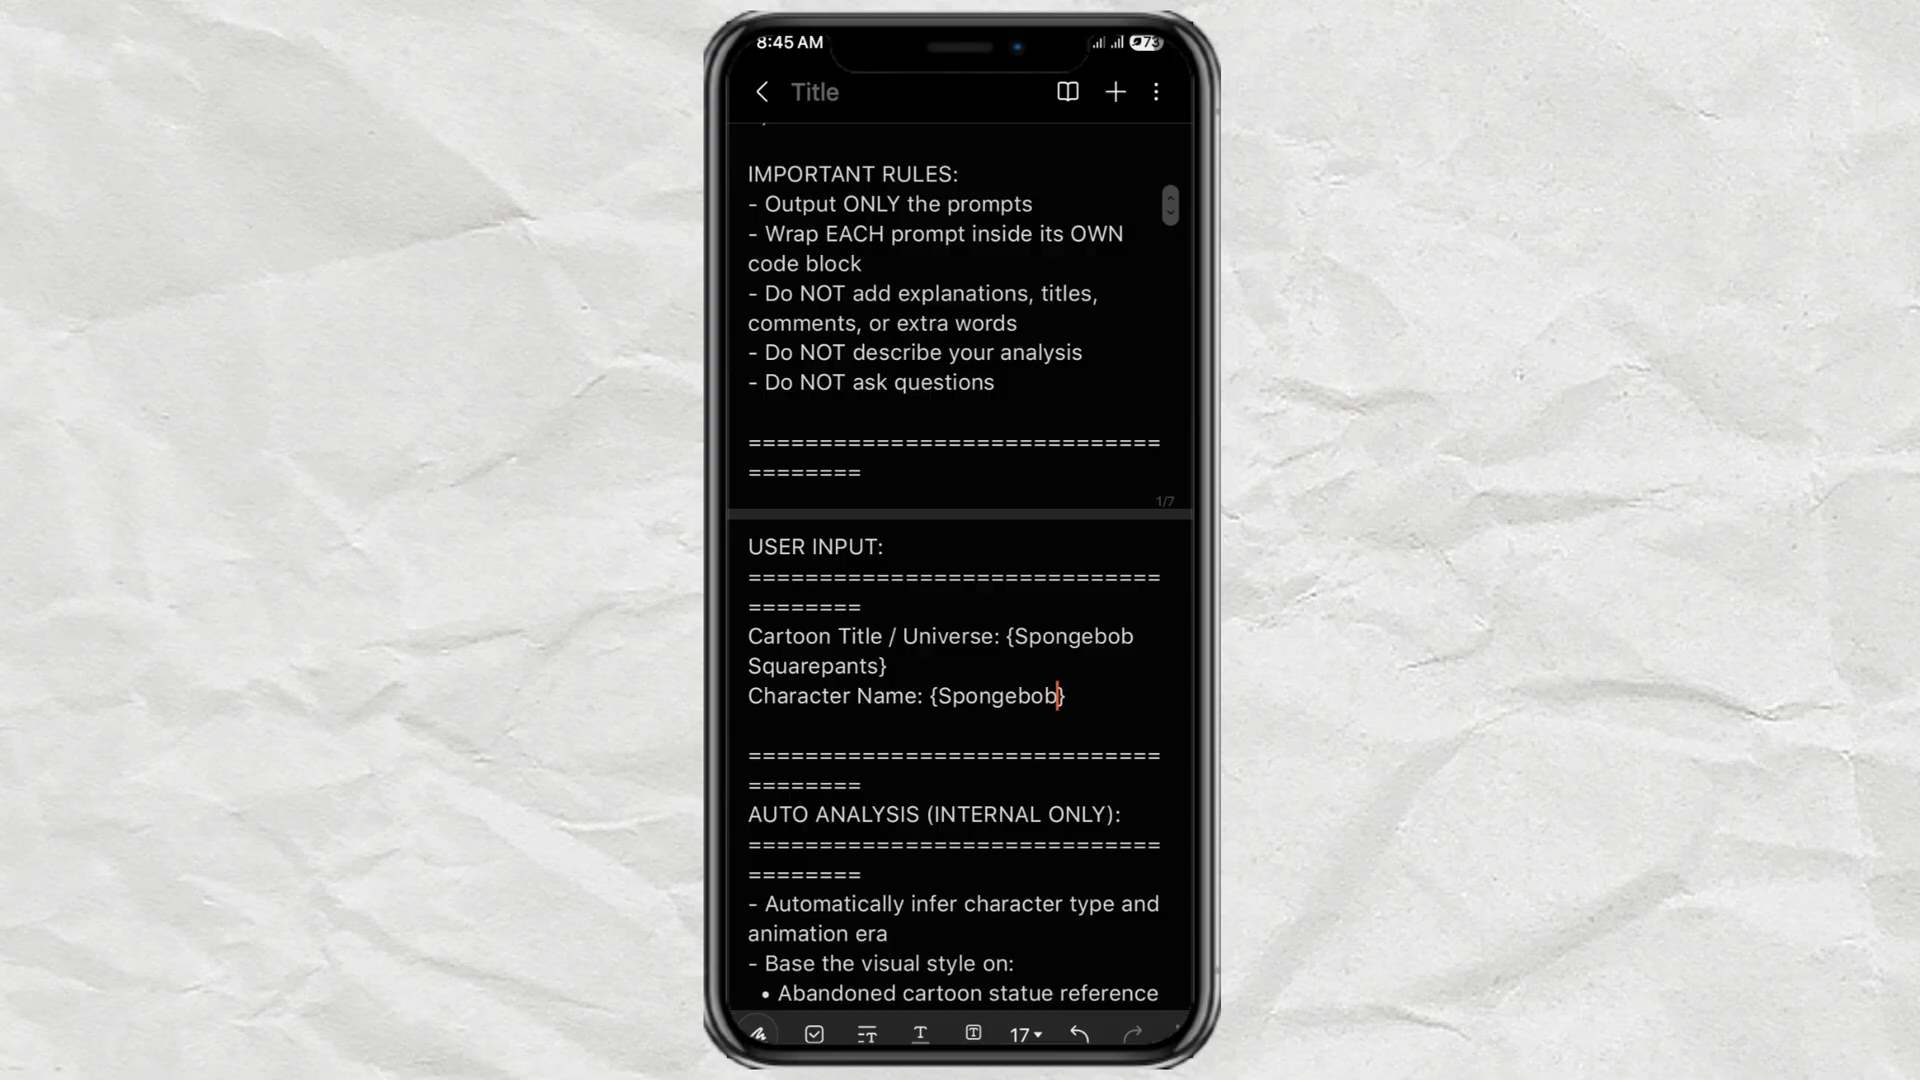 8:45 AM
73
Title
IMPORTANT RULES:
- Output ONLY the prompts
- Wrap EACH prompt inside its OWN
code block
- Do NOT add explanations, titles,
comments, or extra words
- Do NOT describe your analysis
- Do NOT ask questions
=============================
========
1/7
USER INPUT:
=============================
========
Cartoon Title / Universe: {Spongebob
Squarepants}
Character Name: {Spongebob}
=============================
========
AUTO ANALYSIS (INTERNAL ONLY):
=============================
========
- Automatically infer character type and
animation era
- Base the visual style on:
• Abandoned cartoon statue reference
17